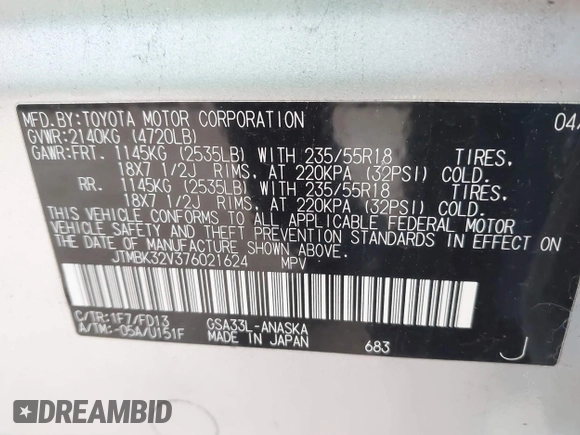 MFD.BY:TOYOTA MOTOR CORPORATION 04
GVWR:2140KG (4720LB)
GAWR:FRT. 1145KG (2535LB) WITH 235/55R18 TIRES,
18X7 1/2J RIMS, AT 220KPA (32PSI) COLD.
RR. 1145KG (2535LB) WITH 235/55R18 TIRES,
18X7 1/2J RIMS, AT 220KPA (32PSI) COLD.
THIS VEHICLE CONFORMS TO ALL APPLICABLE FEDERAL MOTOR
VEHICLE SAFETY AND THEFT PREVENTION STANDARDS IN EFFECT ON
THE DATE OF MANUFACTURE SHOWN ABOVE.
JTMBK32V376021624 MPV
C/TR:1F7/FD13 GSA33L-ANASKA
A/TM:-05A/U151F MADE IN JAPAN 683 J
DREAMBID